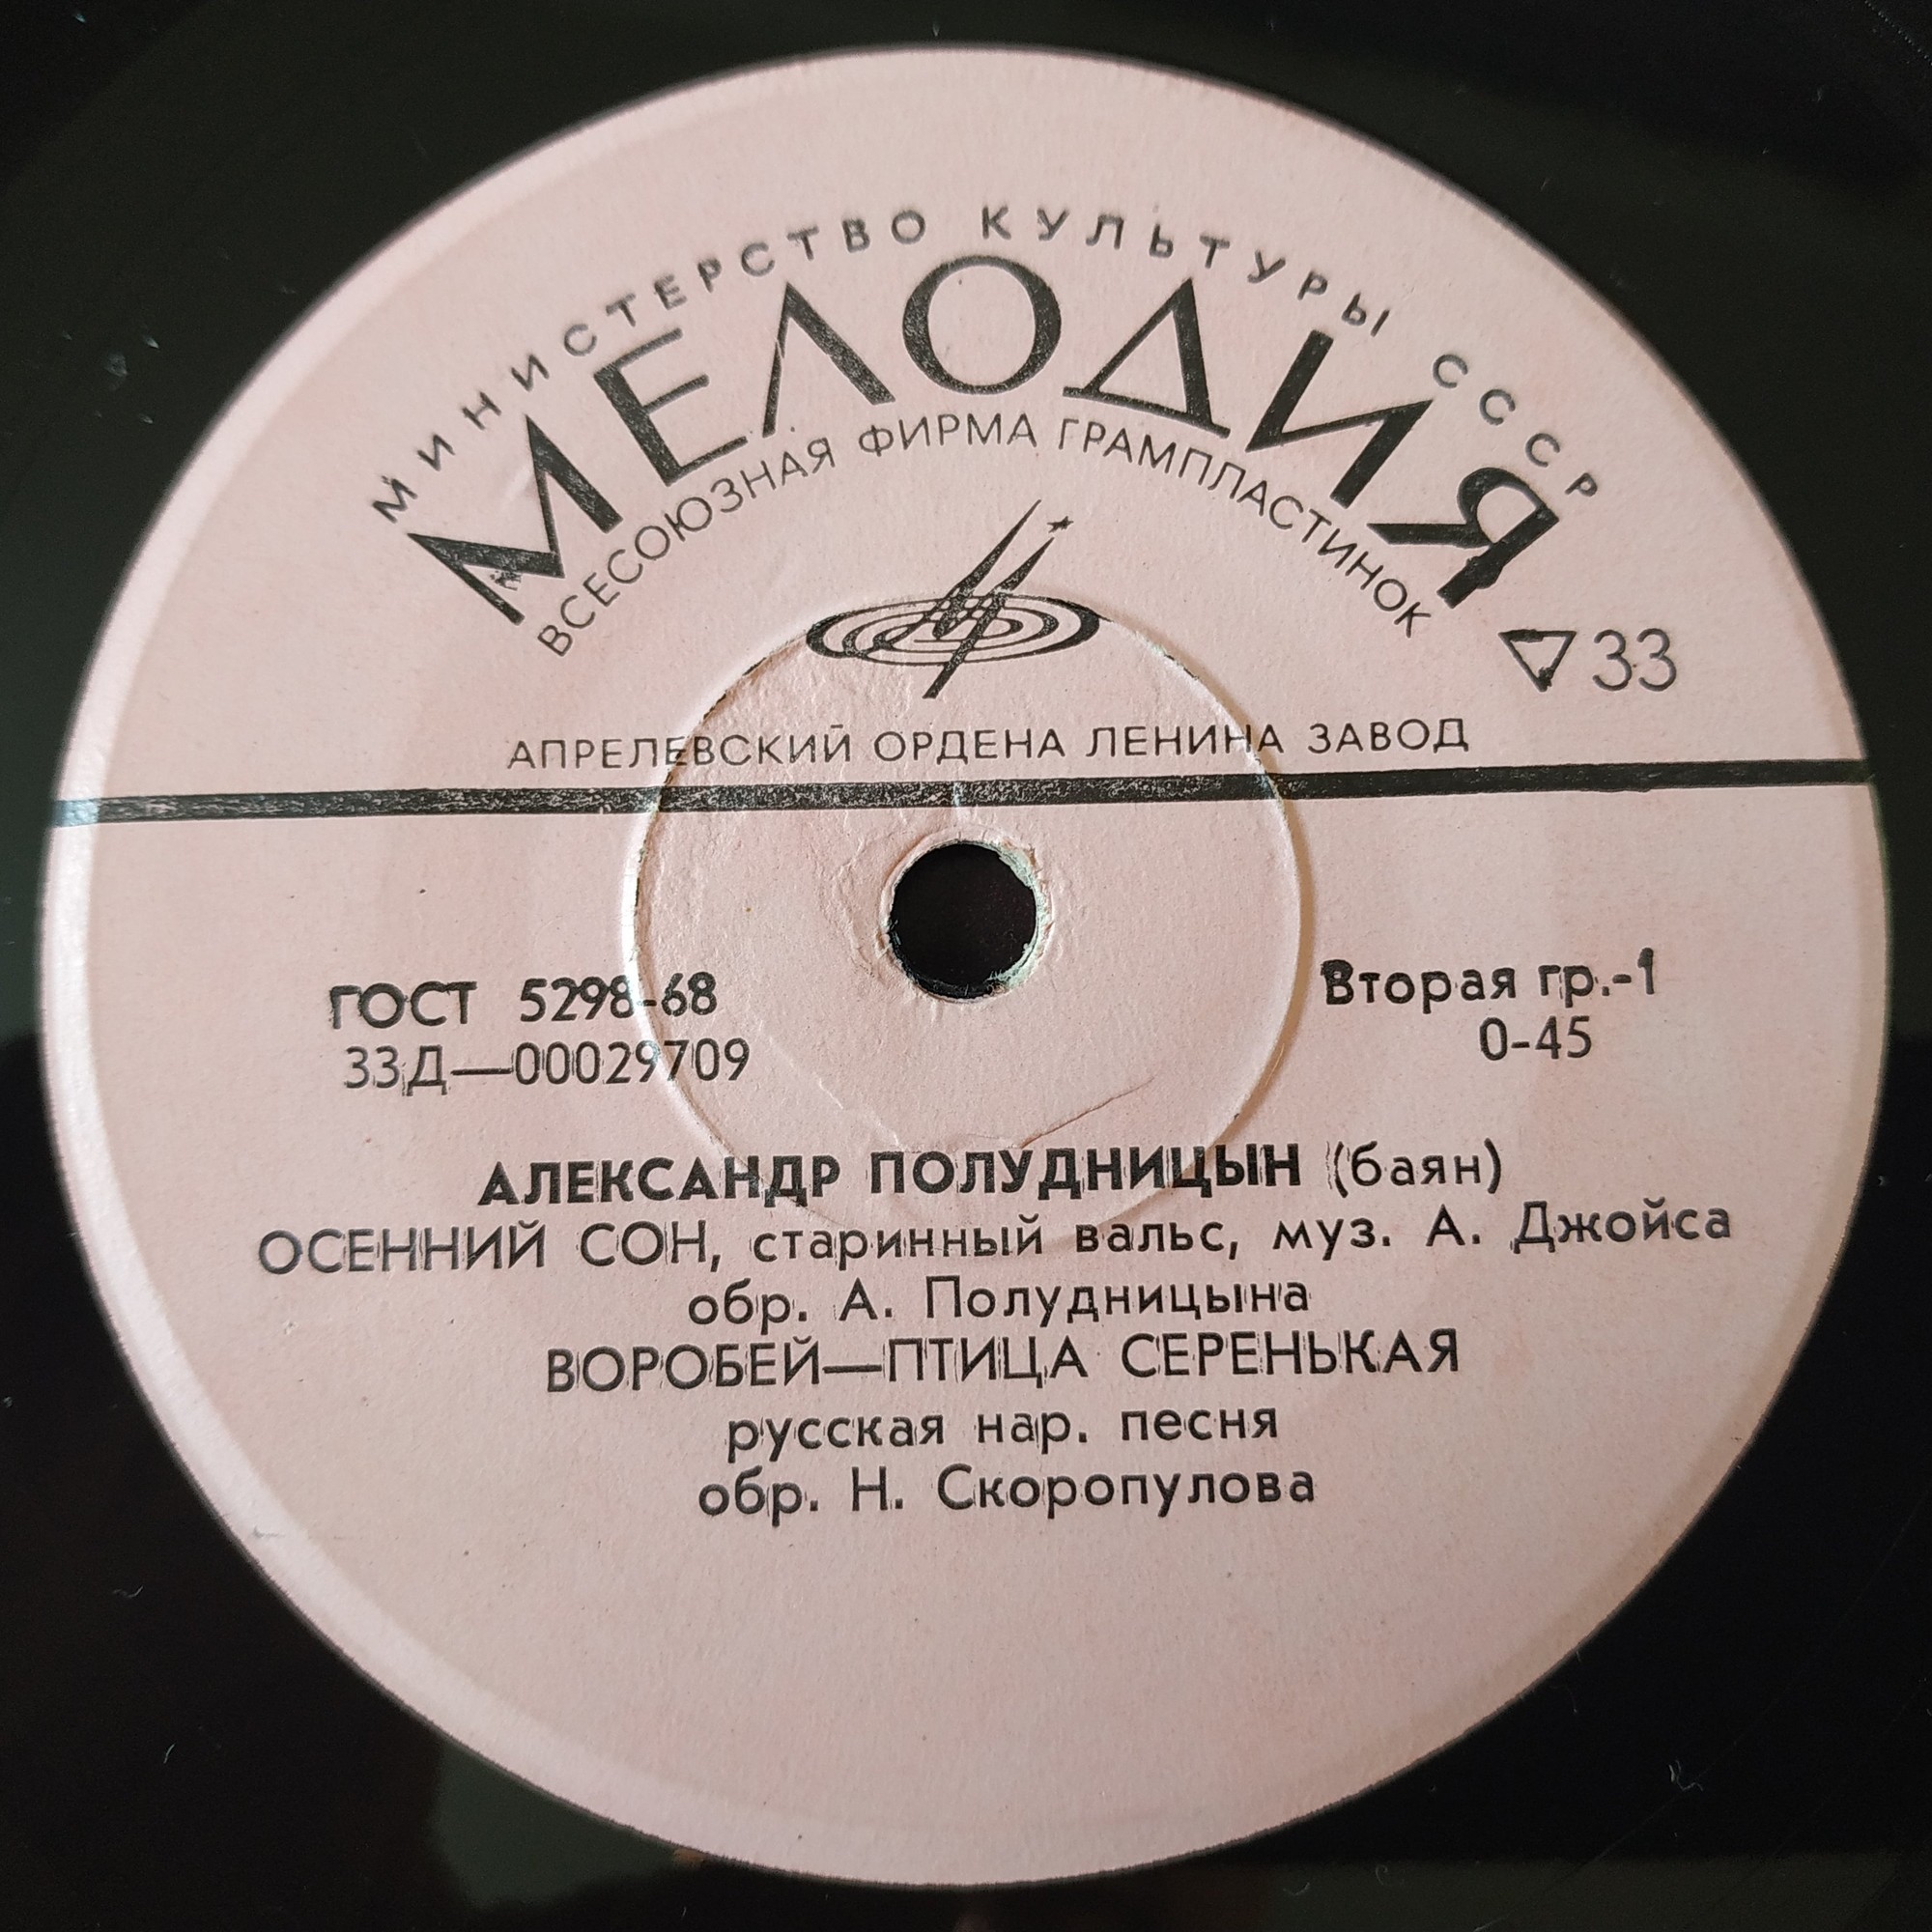 МИНИСТЕРСТВО КУЛЬТУРЫ СССР
МЕЛОДИЯ
ВСЕСОЮЗНАЯ ФИРМА ГРАМПЛАСТИНОК
33
АПРЕЛЕВСКИЙ ОРДЕНА ЛЕНИНА ЗАВОД
ГОСТ 5298-68
33Д—00029709
Вторая гр.-1
0-45
АЛЕКСАНДР ПОЛУДНИЦЫН (баян)
ОСЕННИЙ СОН, старинный вальс, муз. А. Джойса
обр. А. Полудницына
ВОРОБЕЙ—ПТИЦА СЕРЕНЬКАЯ
русская нар. песня
обр. Н. Скоропулова